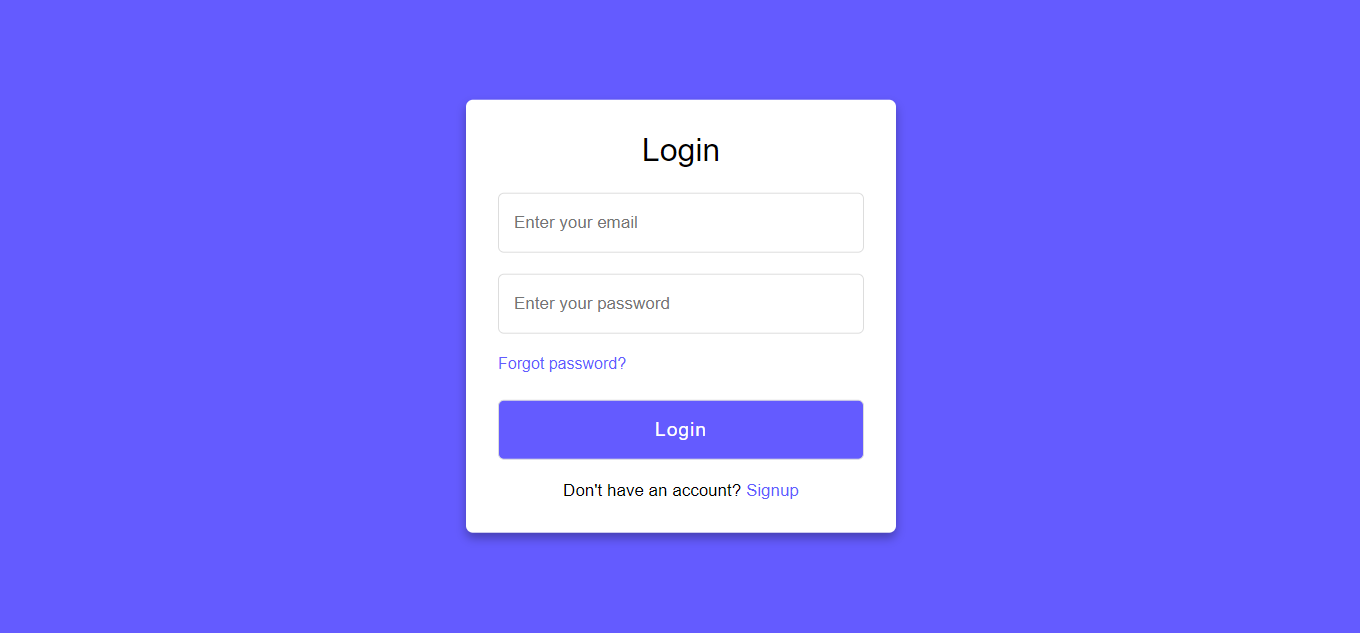 Login
Enter your email
Enter your password
Forgot password?
Login
Don't have an account? Signup